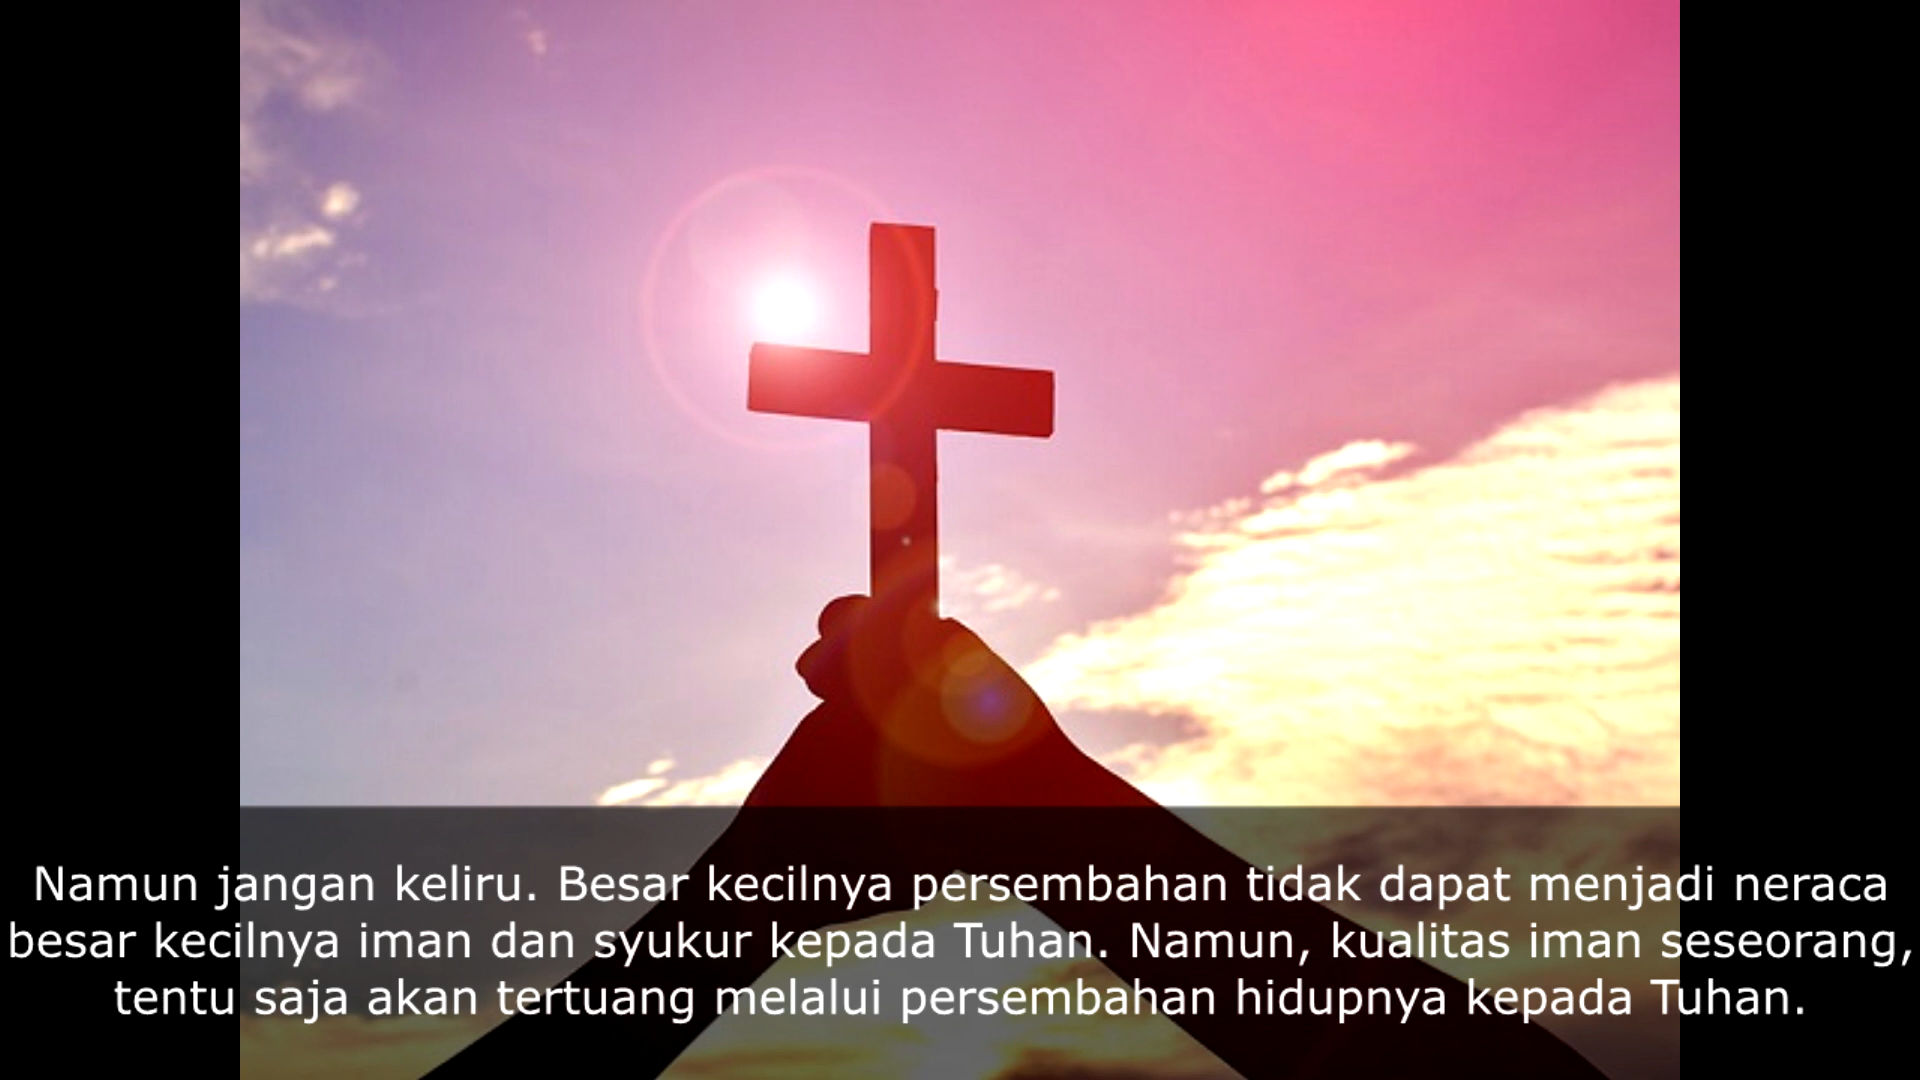 Namun jangan keliru. Besar kecilnya persembahan tidak dapat menjadi neraca
besar kecilnya iman dan syukur kepada Tuhan. Namun, kualitas iman seseorang,
tentu saja akan tertuang melalui persembahan hidupnya kepada Tuhan.